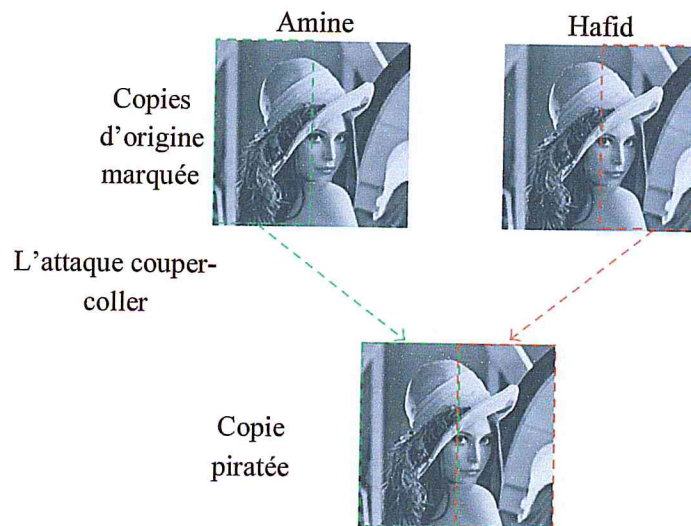 Amine
Hafid
Copies
d'origine
marquée
L'attaque couper-
coller
Copie
piratée